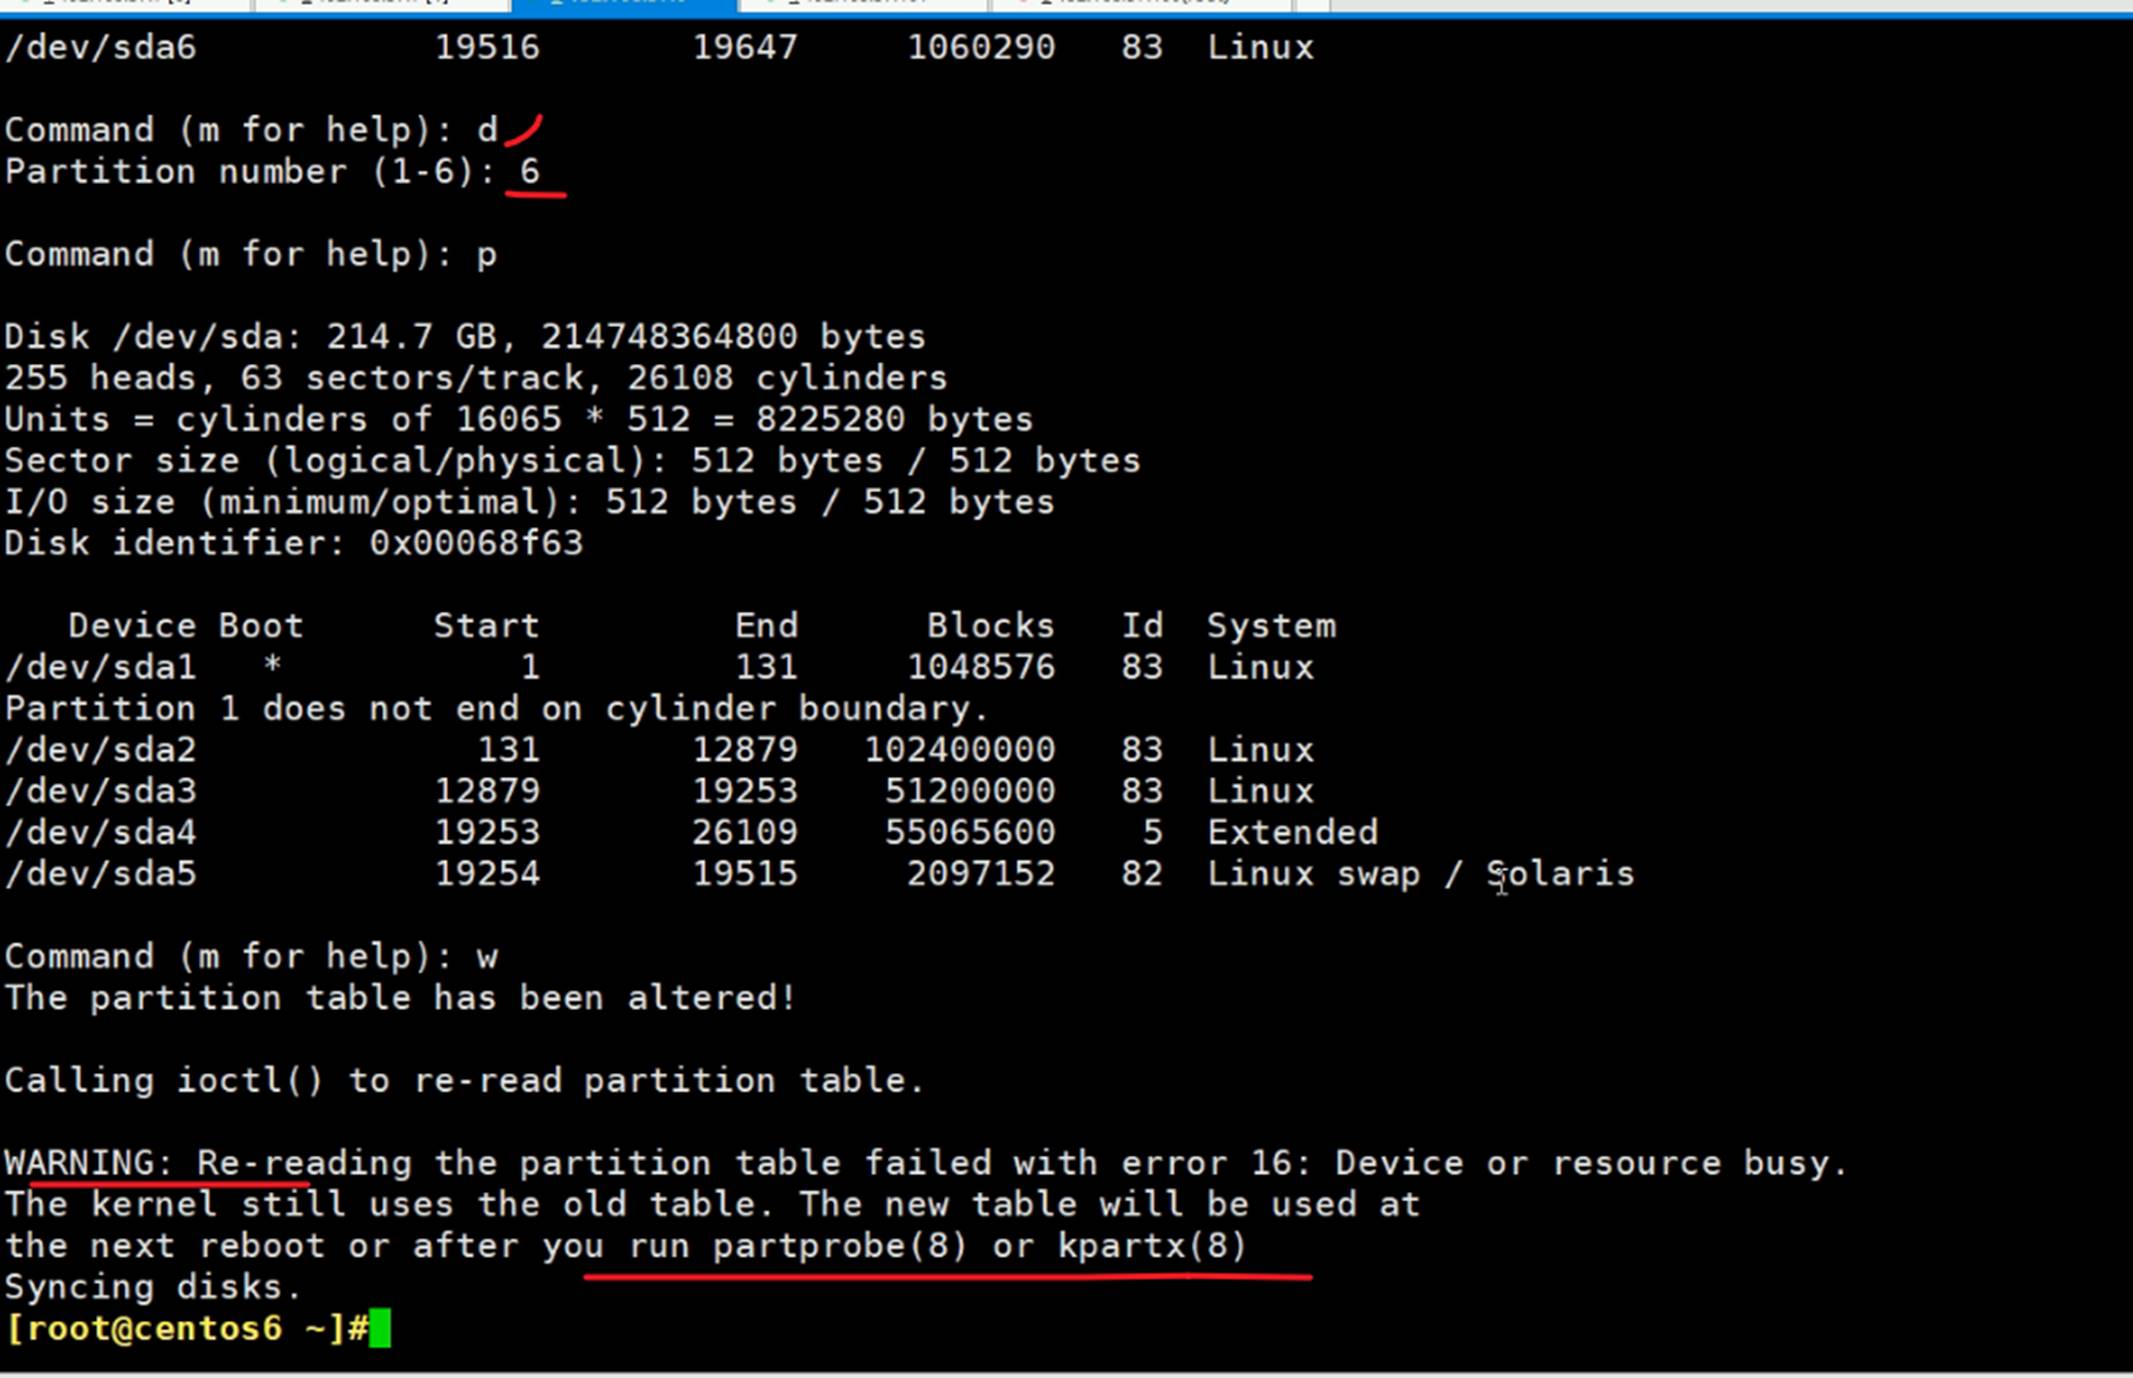 /dev/sda6 19516 19647 1060290 83 Linux
Command (m for help): d
Partition number (1-6): 6
Command (m for help): p
Disk /dev/sda: 214.7 GB, 214748364800 bytes
255 heads, 63 sectors/track, 26108 cylinders
Units = cylinders of 16065 * 512 = 8225280 bytes
Sector size (logical/physical): 512 bytes / 512 bytes
I/O size (minimum/optimal): 512 bytes / 512 bytes
Disk identifier: 0x00068f63
Device Boot Start End Blocks Id System
/dev/sda1 * 1 131 1048576 83 Linux
Partition 1 does not end on cylinder boundary.
/dev/sda2 131 12879 102400000 83 Linux
/dev/sda3 12879 19253 51200000 83 Linux
/dev/sda4 19253 26109 55065600 5 Extended
/dev/sda5 19254 19515 2097152 82 Linux swap / Solaris
Command (m for help): w
The partition table has been altered!
Calling ioctl() to re-read partition table.
WARNING: Re-reading the partition table failed with error 16: Device or resource busy.
The kernel still uses the old table. The new table will be used at
the next reboot or after you run partprobe(8) or kpartx(8)
Syncing disks.
[root@centos6 ~]#